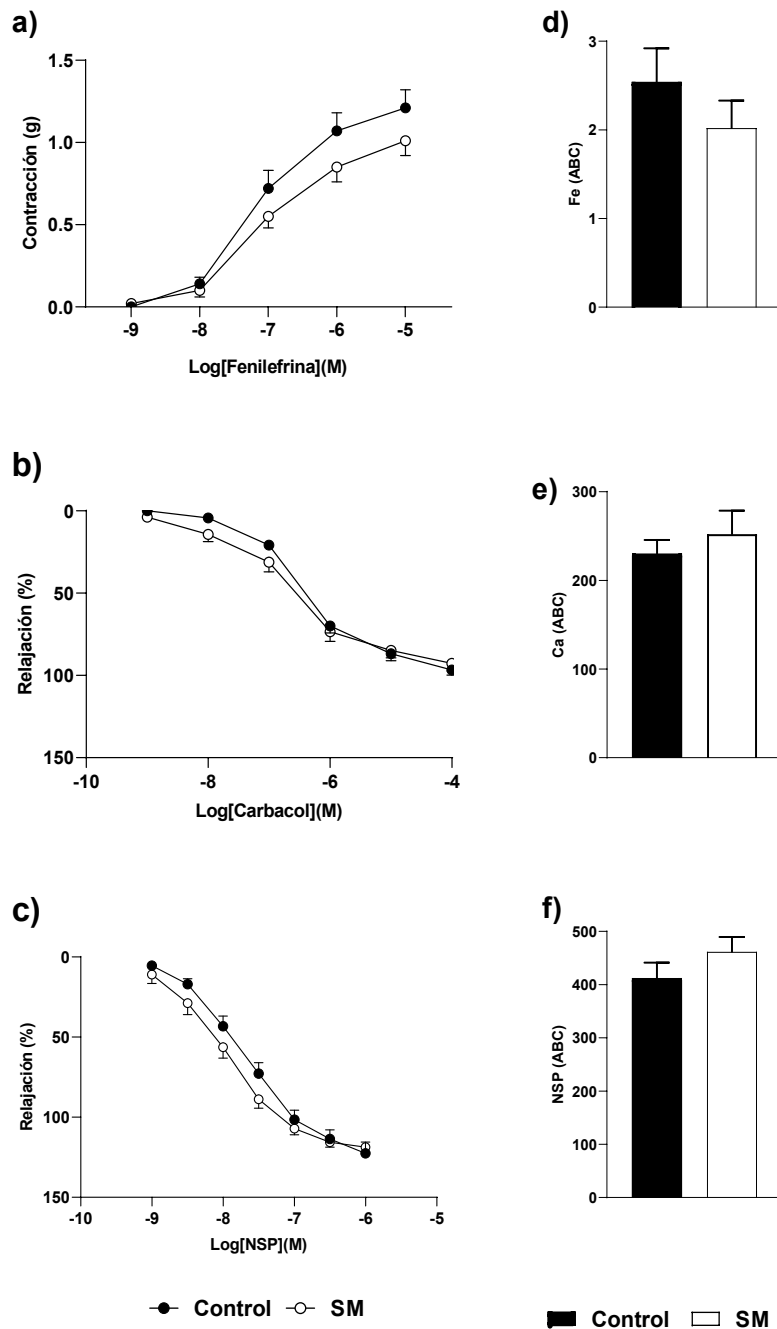 a)
1.5
1.0
0.5
0.0
Contracción (g)
-9 -8 -7 -6 -5
Log[Fenilefrina](M)
d)
3
2
1
0
Fe (ABC)
b)
0
50
100
150
Relajación (%)
-10 -8 -6 -4
Log[Carbacol](M)
e)
300
200
100
0
Ca (ABC)
c)
0
50
100
150
Relajación (%)
-10 -9 -8 -7 -6 -5
Log[NSP](M)
f)
500
400
300
200
100
0
NSP (ABC)
Control SM
Control SM